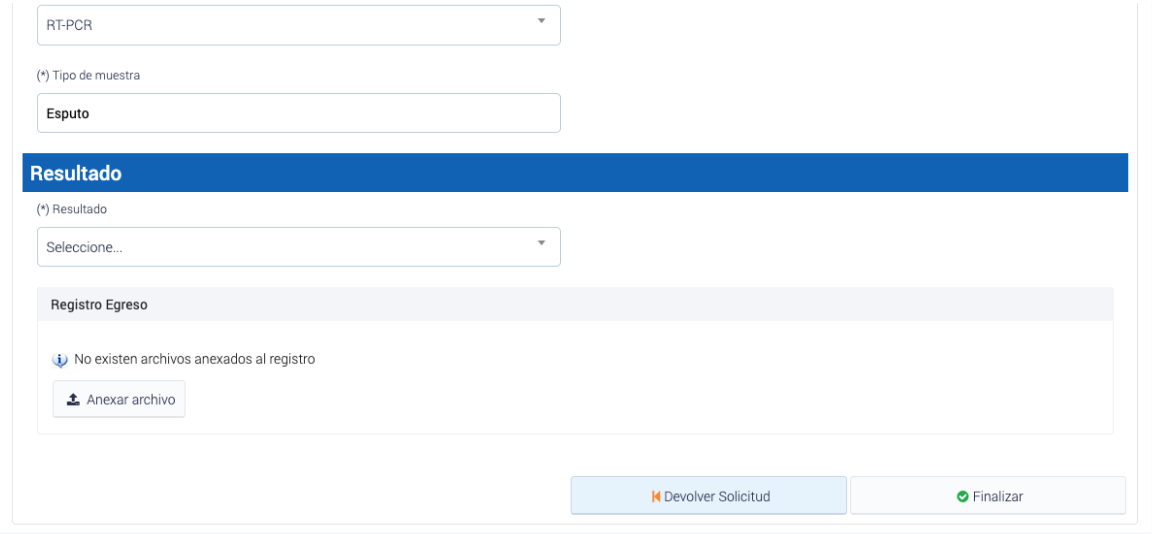 RT-PCR
(*) Tipo de muestra
Esputo
Resultado
(*) Resultado
Seleccione...
Registro Egreso
No existen archivos anexados al registro
Anexar archivo
Devolver Solicitud
Finalizar